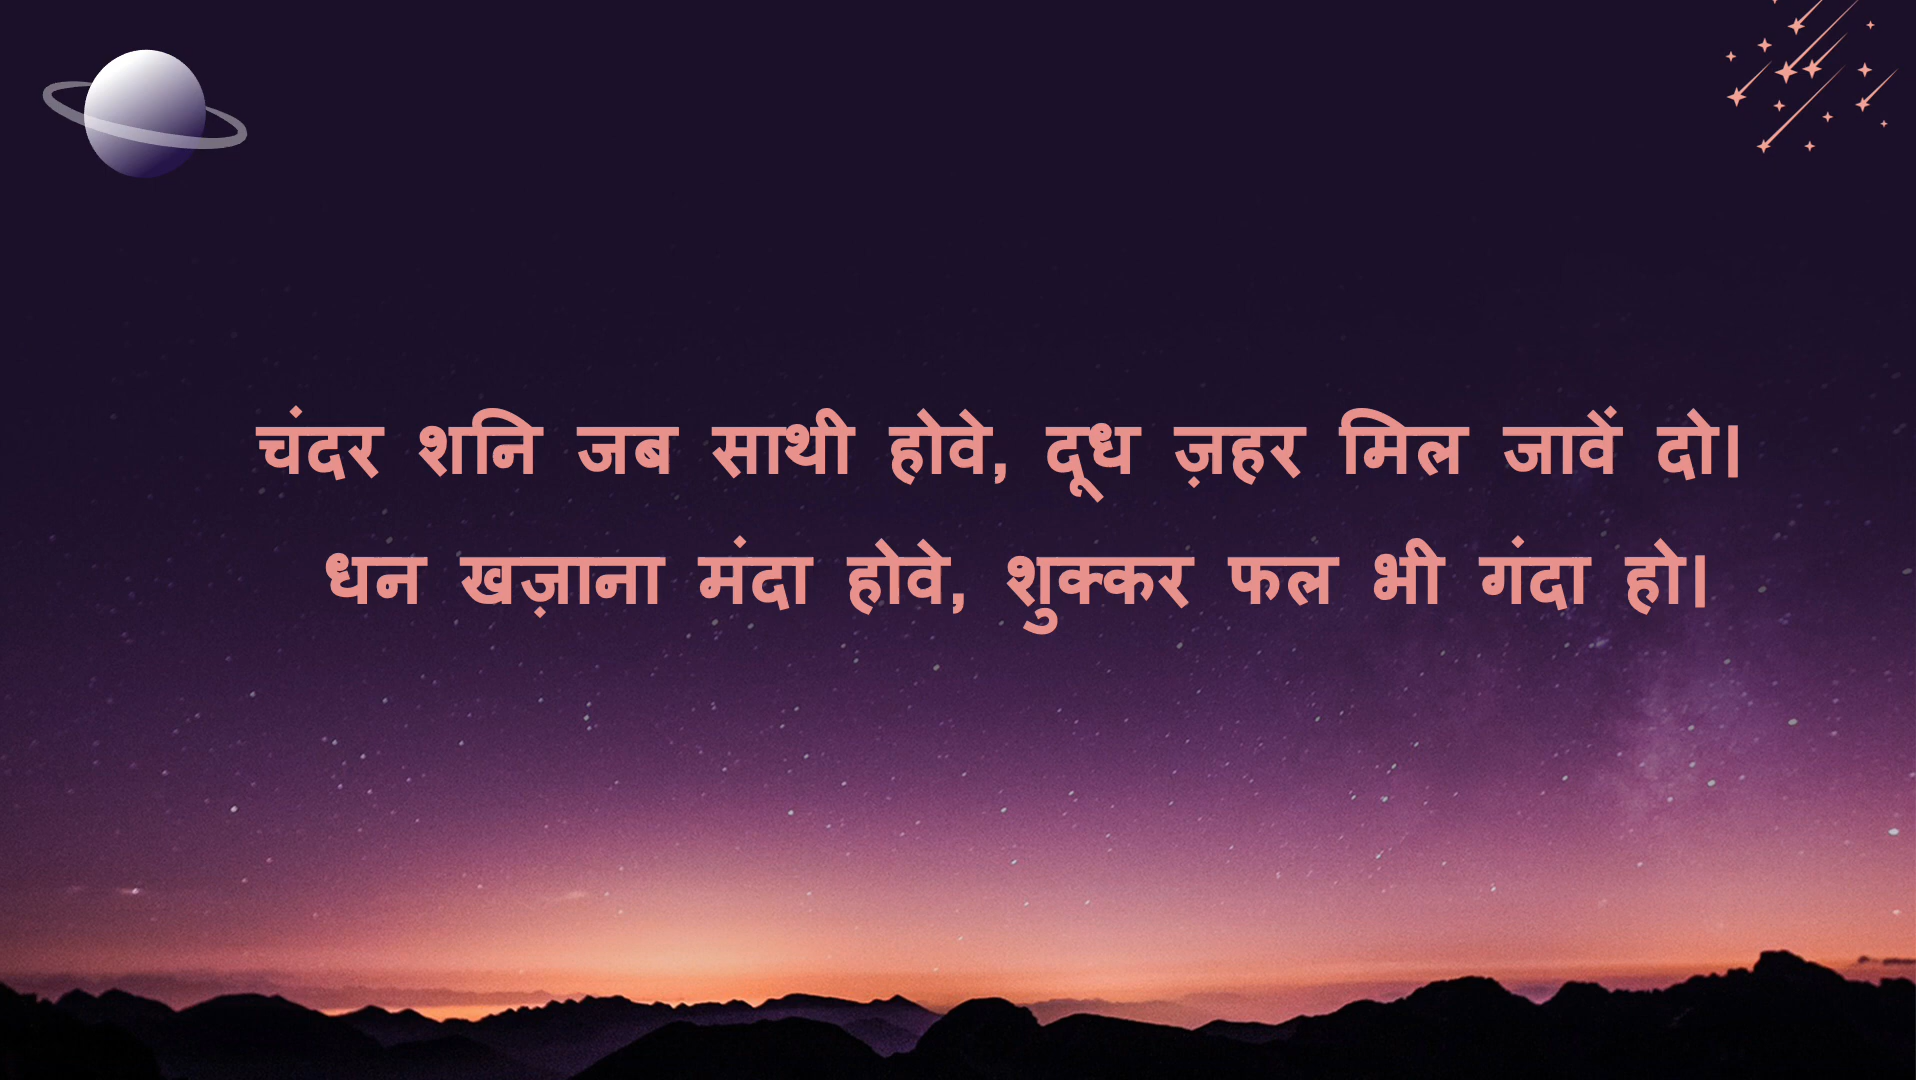 चंदर शनि जब साथी होवे, दूध ज़हर मिल जावें दो।
धन खज़ाना मंदा होवे, शुक्कर फल भी गंदा हो।